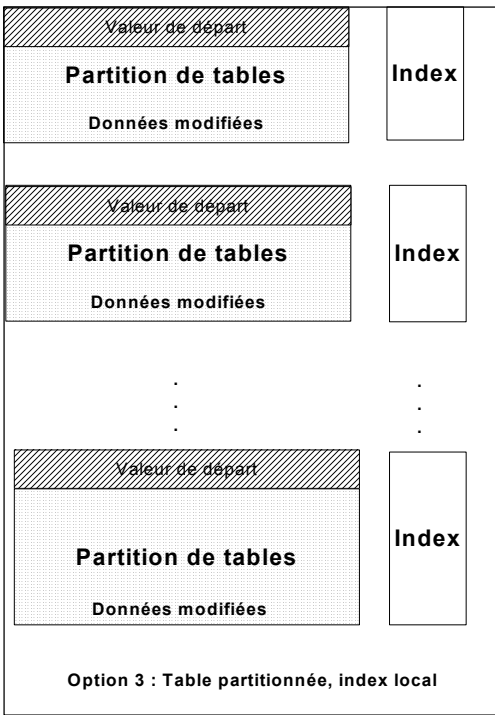 Valeur de départ
Partition de tables
Données modifiées
Index
Valeur de départ
Partition de tables
Données modifiées
Index
. .
. .
. .
Valeur de départ
Partition de tables
Données modifiées
Index
Option 3 : Table partitionnée, index local